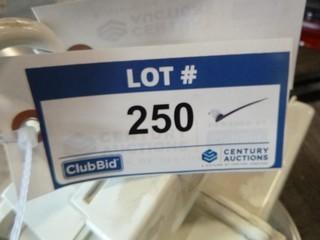 LOT #
250
ClubBid
CENTURY
AUCTIONS